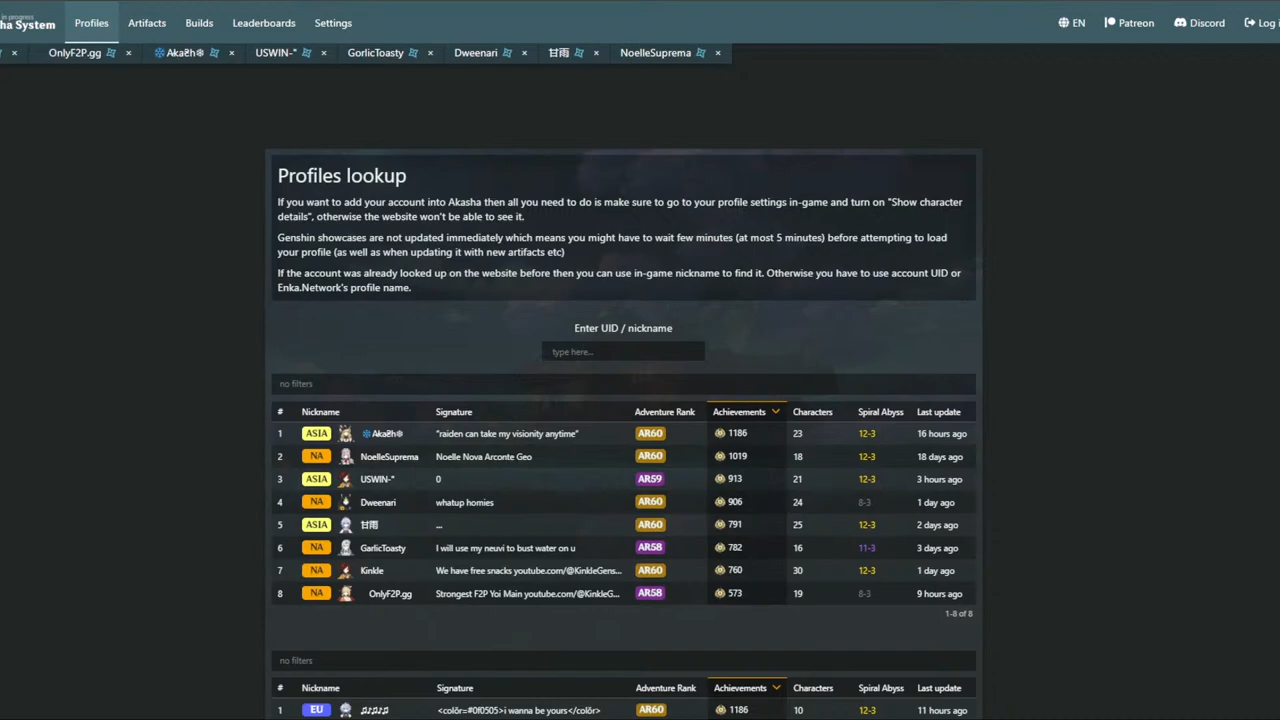 in progress
ha System
Profiles
Artifacts
Builds
Leaderboards
Settings
EN
Patreon
Discord
Log i
×
OnlyF2P.gg ×
×
USWIN-" ×
GorlicToasty ×
Dweenari ×
甘雨 ×
NoelleSuprema ×
Profiles lookup
If you want to add your account into Akasha then all you need to do is make sure to go to your profile settings in-game and turn on "Show character
details", otherwise the website won't be able to see it.
Genshin showcases are not updated immediately which means you might have to wait few minutes (at most 5 minutes) before attempting to load
your profile (as well as when updating it with new artifacts etc)
If the account was already looked up on the website before then you can use in-game nickname to find it. Otherwise you have to use account UID or
Enka.Network's profile name.
Enter UID / nickname
type here...
no filters
# Nickname Signature Adventure Rank Achievements Characters Spiral Abyss Last update
1 ASIA "raiden can take my visionity anytime" AR60 1186 23 12-3 16 hours ago
2 NA NoelleSuprema Noelle Nova Arconte Geo AR60 1019 18 12-3 18 days ago
3 ASIA USWIN-" 0 AR59 913 21 12-3 3 hours ago
4 NA Dweenari whatup homies AR60 906 24 8-3 1 day ago
5 ASIA 甘雨 ... AR60 791 25 12-3 2 days ago
6 NA GarlicToasty I will use my neuvi to bust water on u AR58 782 16 11-3 3 days ago
7 NA Kinkle We have free snacks youtube.com/@KinkleGens... AR60 760 30 12-3 1 day ago
8 NA OnlyF2P.gg Strongest F2P Yoi Main youtube.com/@KinkleG... AR58 573 19 8-3 9 hours ago
1-8 of 8
no filters
# Nickname Signature Adventure Rank Achievements Characters Spiral Abyss Last update
1 EU ♫♪♫♪♫ <colör=#0f0505>i wanna be yours</colör> AR60 1186 10 12-3 11 hours ago